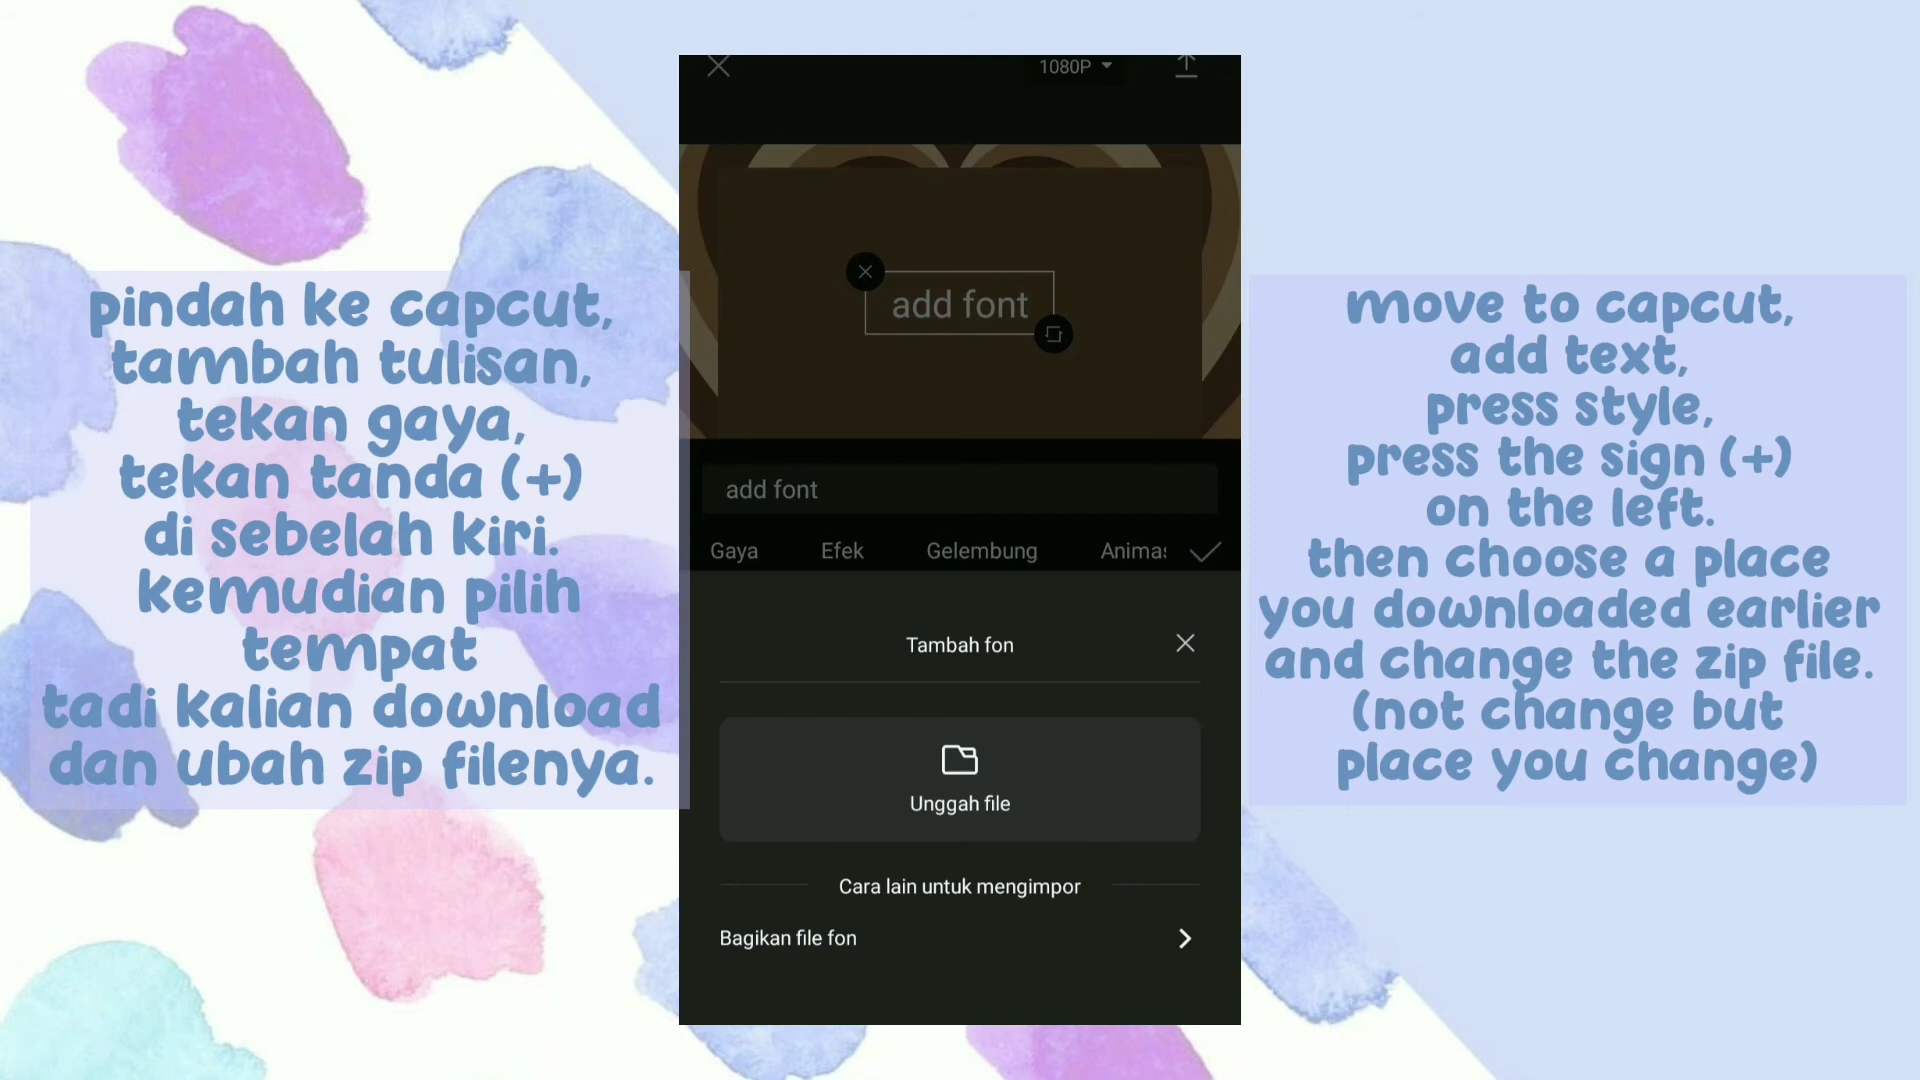 pindah ke capcut,
tambah tulisan,
tekan gaya,
tekan tanda (+)
di sebelah kiri.
kemudian pilih
tempat
tadi kalian download
dan ubah zip filenya.
1080P
add font
add font
Gaya Efek Gelembung Animas
Tambah fon
Unggah file
Cara lain untuk mengimpor
Bagikan file fon
move to capcut,
add text,
press style,
press the sign (+)
on the left.
then choose a place
you downloaded earlier
and change the zip file.
(not change but
place you change)